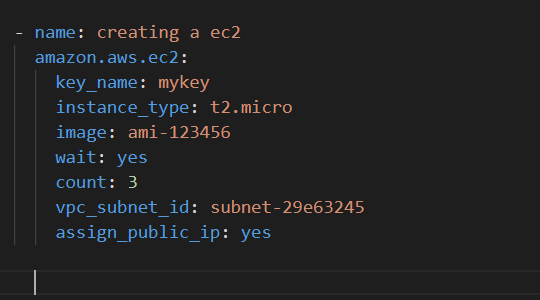 - name: creating a ec2
  amazon.aws.ec2:
    key_name: mykey
    instance_type: t2.micro
    image: ami-123456
    wait: yes
    count: 3
    vpc_subnet_id: subnet-29e63245
    assign_public_ip: yes